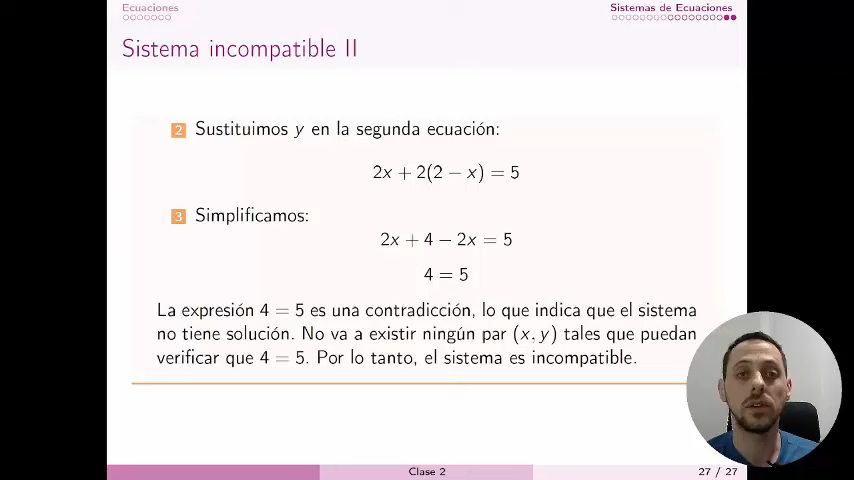 Ecuaciones
Sistemas de Ecuaciones
Sistema incompatible II
2 Sustituimos y en la segunda ecuación:
2x + 2(2 − x) = 5
3 Simplificamos:
2x + 4 − 2x = 5
4 = 5
La expresión 4 = 5 es una contradicción, lo que indica que el sistema
no tiene solución. No va a existir ningún par (x, y) tales que puedan
verificar que 4 = 5. Por lo tanto, el sistema es incompatible.
Clase 2
27 / 27